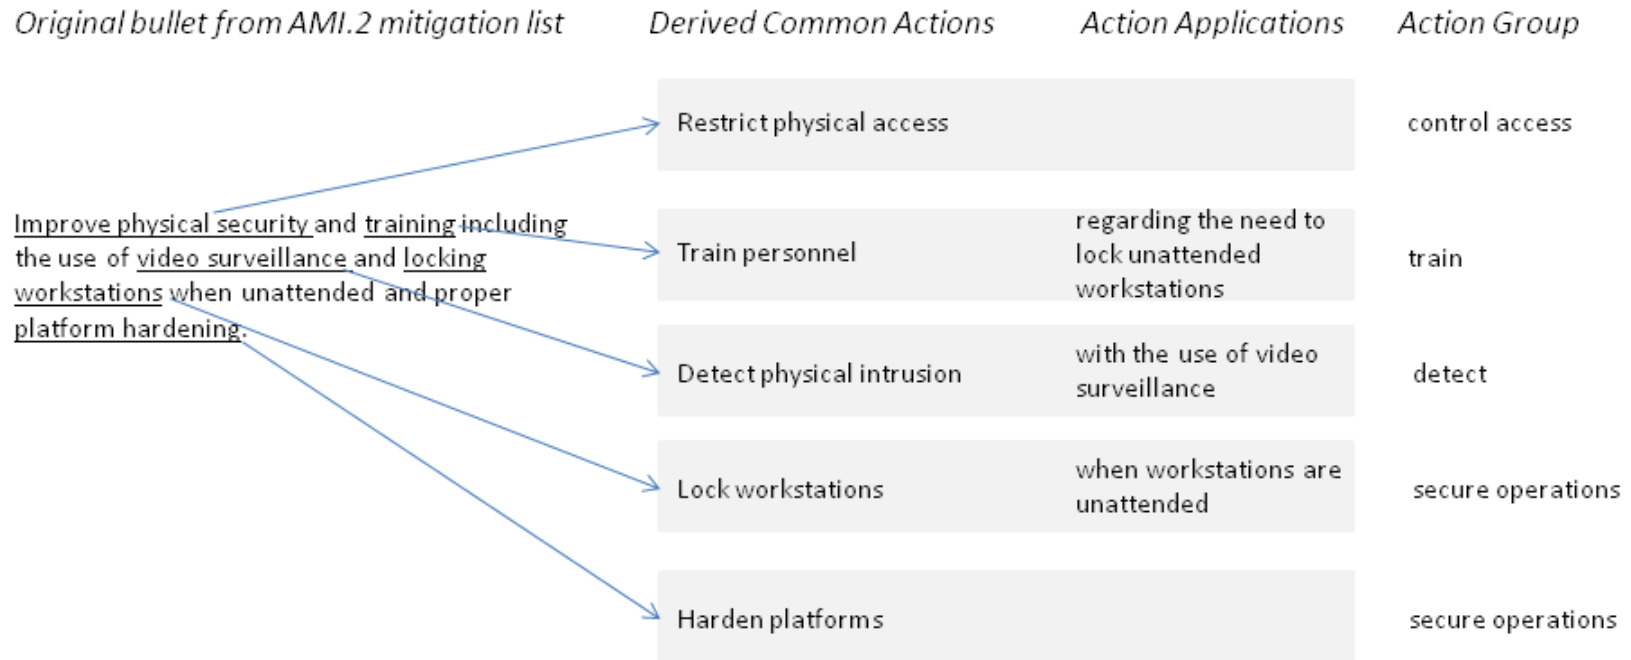 Original bullet from AMI.2 mitigation list
Derived Common Actions
Action Applications
Action Group
Improve physical security and training including
the use of video surveillance and locking
workstations when unattended and proper
platform hardening.
Restrict physical access
control access
Train personnel
regarding the need to
lock unattended
workstations
train
Detect physical intrusion
with the use of video
surveillance
detect
Lock workstations
when workstations are
unattended
secure operations
Harden platforms
secure operations